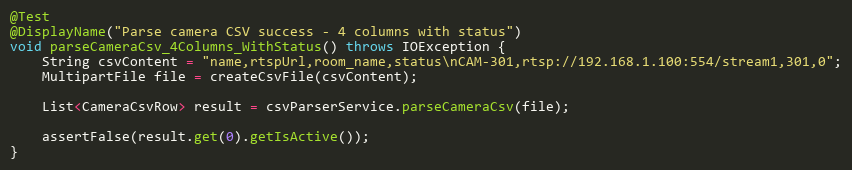 @Test
@DisplayName("Parse camera CSV success - 4 columns with status")
void parseCameraCsv_4Columns_WithStatus() throws IOException {
    String csvContent = "name,rtspUrl,room_name,status\nCAM-301,rtsp://192.168.1.100:554/stream1,301,0";
    MultipartFile file = createCsvFile(csvContent);

    List<CameraCsvRow> result = csvParserService.parseCameraCsv(file);

    assertFalse(result.get(0).getIsActive());
}